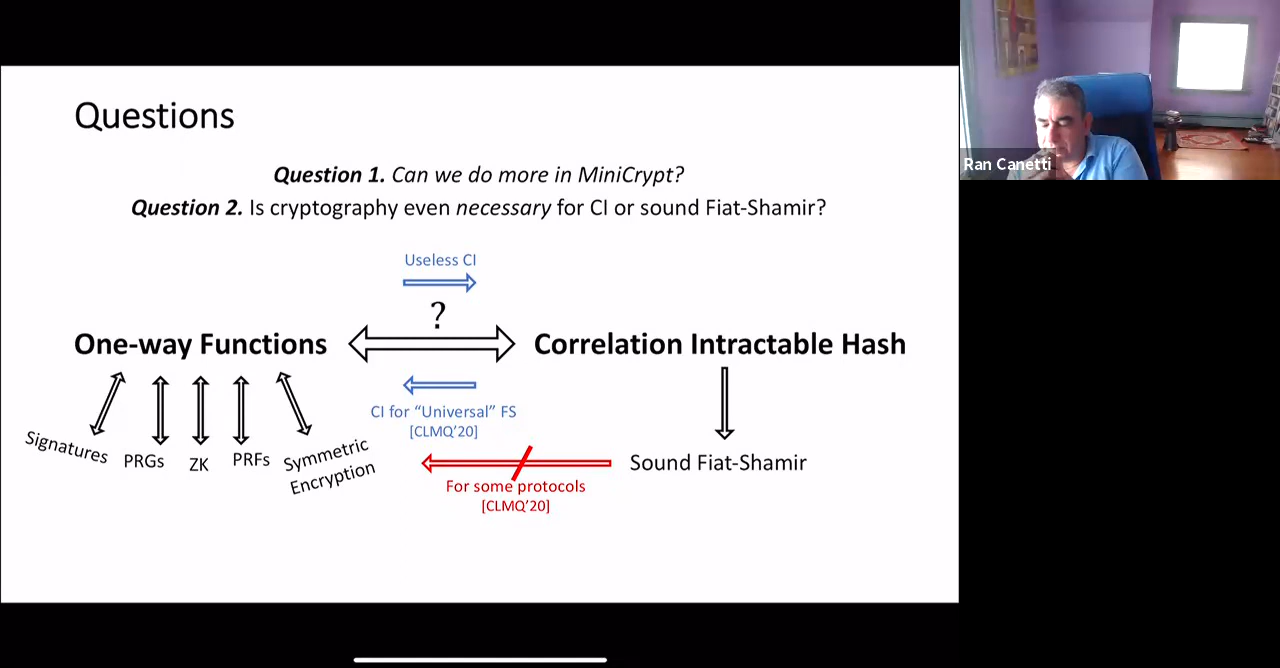 Questions
Question 1. Can we do more in MiniCrypt?
Question 2. Is cryptography even necessary for CI or sound Fiat-Shamir?
Useless CI
?
One-way Functions
Correlation Intractable Hash
CI for “Universal” FS
[CLMQ’20]
Signatures
PRGs
ZK
PRFs
Symmetric
Encryption
Sound Fiat-Shamir
For some protocols
[CLMQ’20]
Ran Canetti